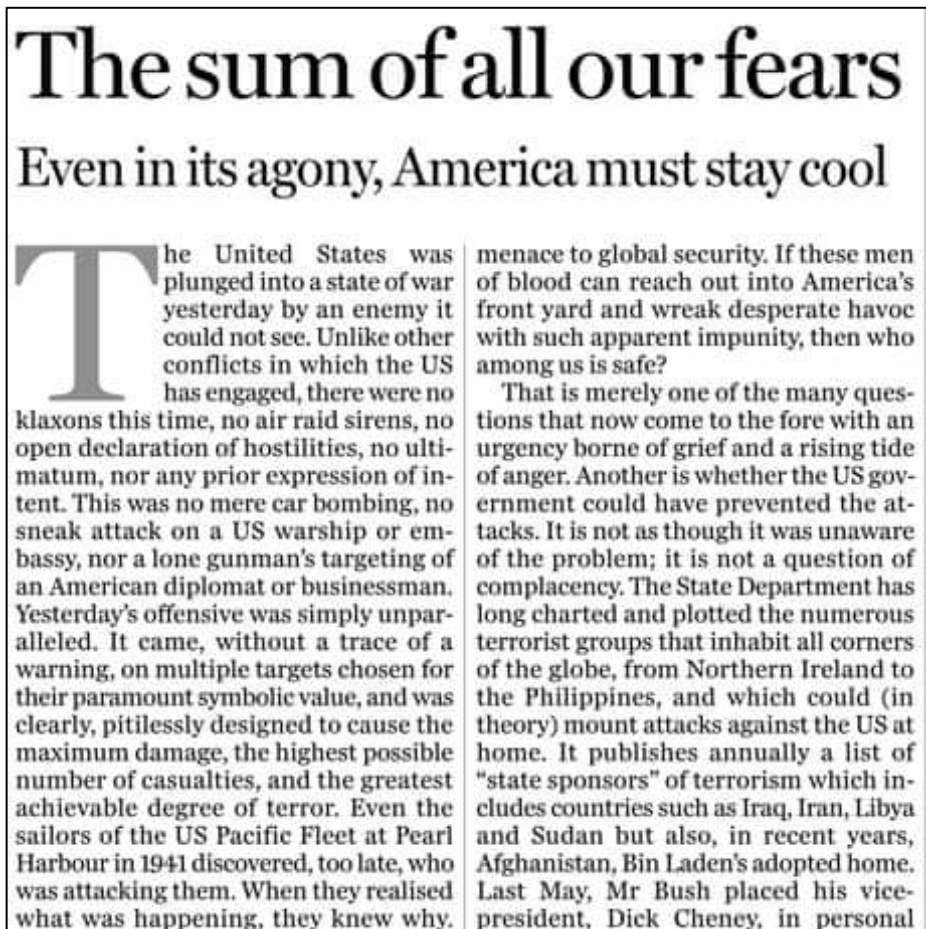 The sum of all our fears
Even in its agony, America must stay cool
The United States was
plunged into a state of war
yesterday by an enemy it
could not see. Unlike other
conflicts in which the US
has engaged, there were no
klaxons this time, no air raid sirens, no
open declaration of hostilities, no ulti-
matum, nor any prior expression of in-
tent. This was no mere car bombing, no
sneak attack on a US warship or em-
bassy, nor a lone gunman's targeting of
an American diplomat or businessman.
Yesterday's offensive was simply unpar-
alleled. It came, without a trace of a
warning, on multiple targets chosen for
their paramount symbolic value, and was
clearly, pitilessly designed to cause the
maximum damage, the highest possible
number of casualties, and the greatest
achievable degree of terror. Even the
sailors of the US Pacific Fleet at Pearl
Harbour in 1941 discovered, too late, who
was attacking them. When they realised
what was happening, they knew why.
menace to global security. If these men
of blood can reach out into America's
front yard and wreak desperate havoc
with such apparent impunity, then who
among us is safe?
That is merely one of the many ques-
tions that now come to the fore with an
urgency borne of grief and a rising tide
of anger. Another is whether the US gov-
ernment could have prevented the at-
tacks. It is not as though it was unaware
of the problem; it is not a question of
complacency. The State Department has
long charted and plotted the numerous
terrorist groups that inhabit all corners
of the globe, from Northern Ireland to
the Philippines, and which could (in
theory) mount attacks against the US at
home. It publishes annually a list of
"state sponsors" of terrorism which in-
cludes countries such as Iraq, Iran, Libya
and Sudan but also, in recent years,
Afghanistan, Bin Laden's adopted home.
Last May, Mr Bush placed his vice-
president, Dick Cheney, in personal